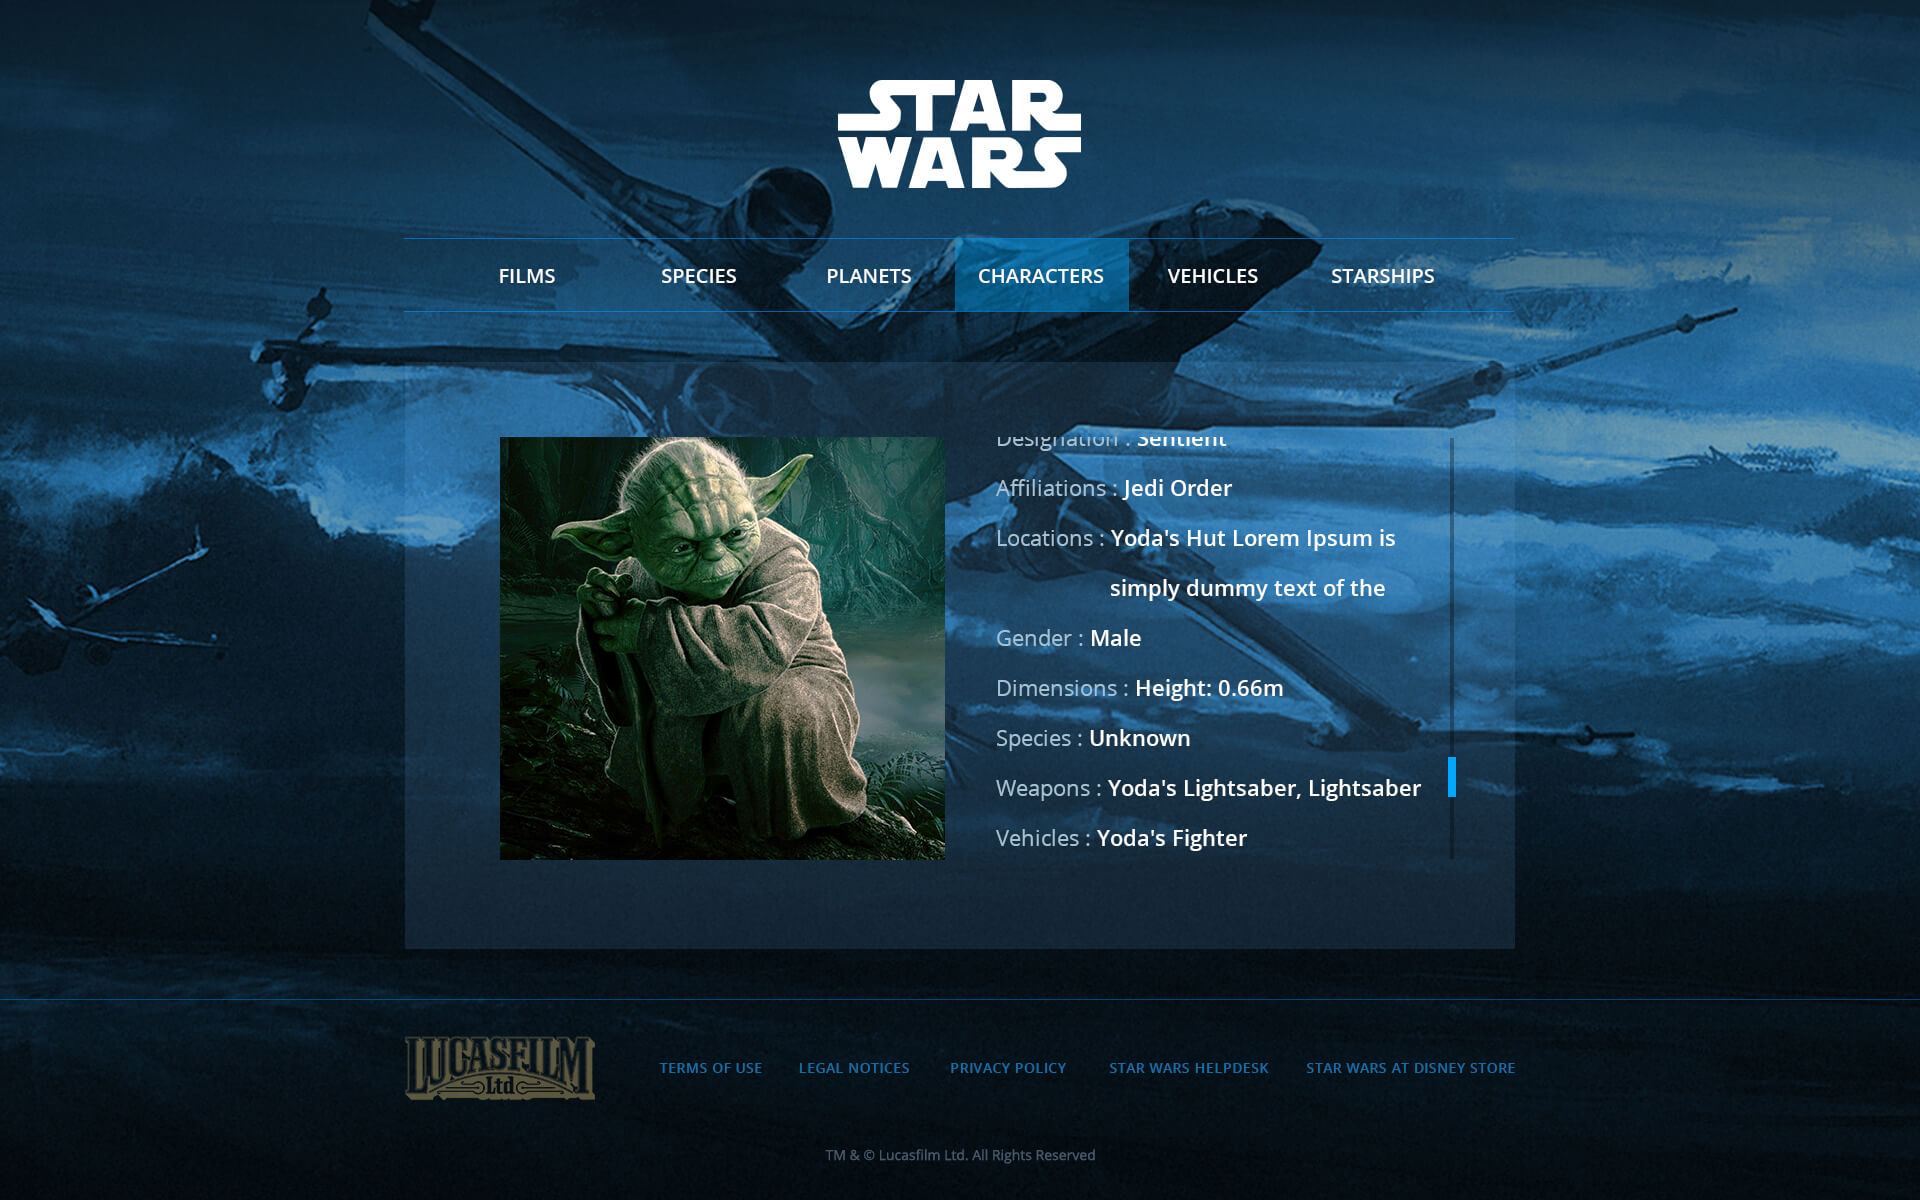 STAR
WARS
FILMS SPECIES PLANETS CHARACTERS VEHICLES STARSHIPS
Designation : Sentient
Affiliations : Jedi Order
Locations : Yoda's Hut Lorem Ipsum is
simply dummy text of the
Gender : Male
Dimensions : Height: 0.66m
Species : Unknown
Weapons : Yoda's Lightsaber, Lightsaber
Vehicles : Yoda's Fighter
LUCASFILM
Ltd
TERMS OF USE LEGAL NOTICES PRIVACY POLICY STAR WARS HELPDESK STAR WARS AT DISNEY STORE
TM & © Lucasfilm Ltd. All Rights Reserved